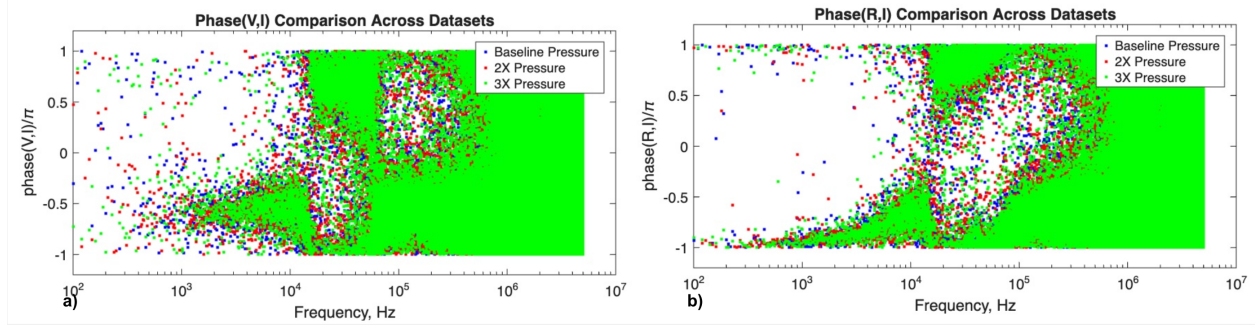 Phase(V,I) Comparison Across Datasets
Baseline Pressure
2X Pressure
3X Pressure
1
0.5
0
-0.5
-1
phase(V,I)/π
10^2
10^3
10^4
10^5
10^6
10^7
Frequency, Hz
a)
Phase(R,I) Comparison Across Datasets
Baseline Pressure
2X Pressure
3X Pressure
1
0.5
0
-0.5
-1
phase(R,I)/π
10^2
10^3
10^4
10^5
10^6
10^7
Frequency, Hz
b)